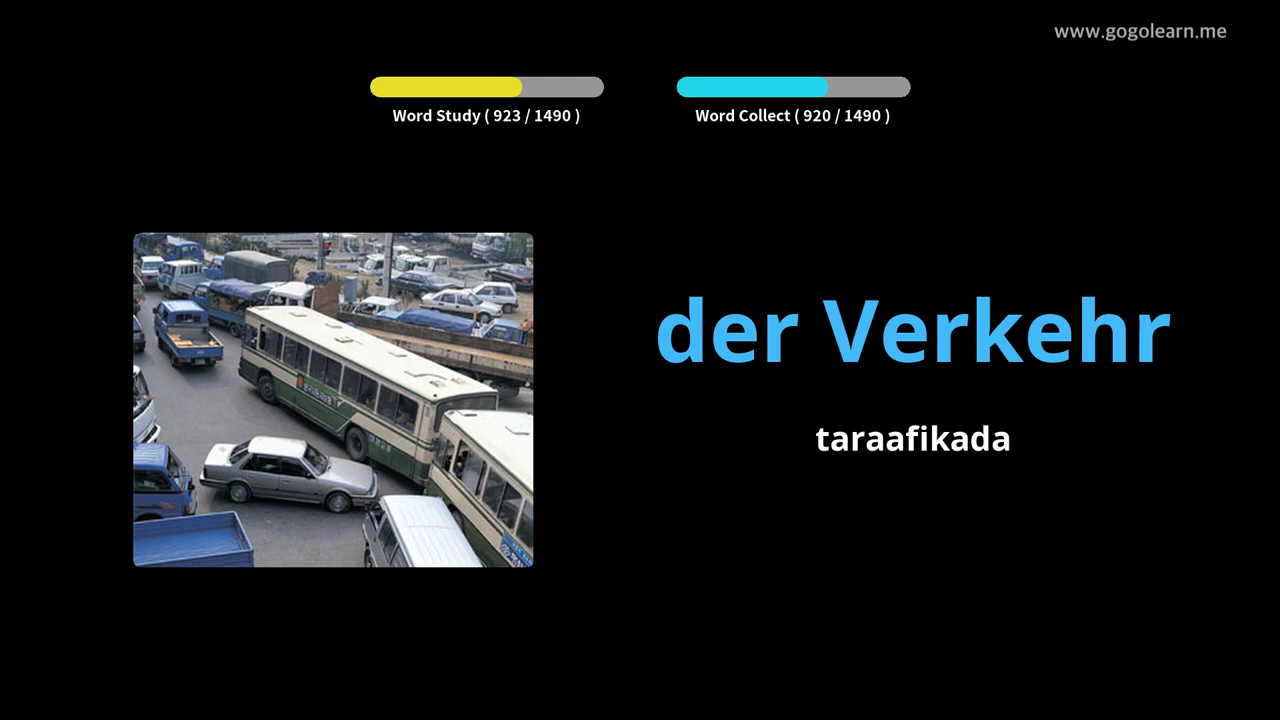 www.gogolearn.me
Word Study ( 923 / 1490 )
Word Collect ( 920 / 1490 )
der Verkehr
taraafikada